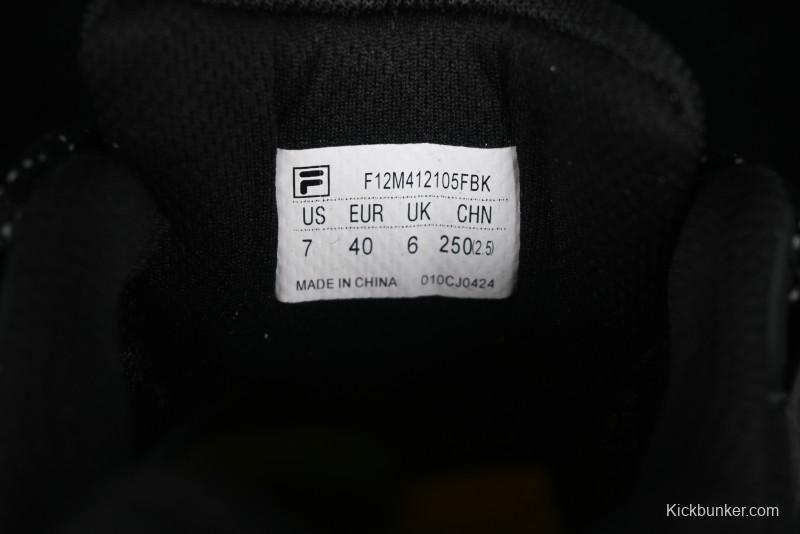 F F12M412105FBK
US EUR UK CHN
7 40 6 250(2.5)
MADE IN CHINA 010CJ0424
Kickbunker.com